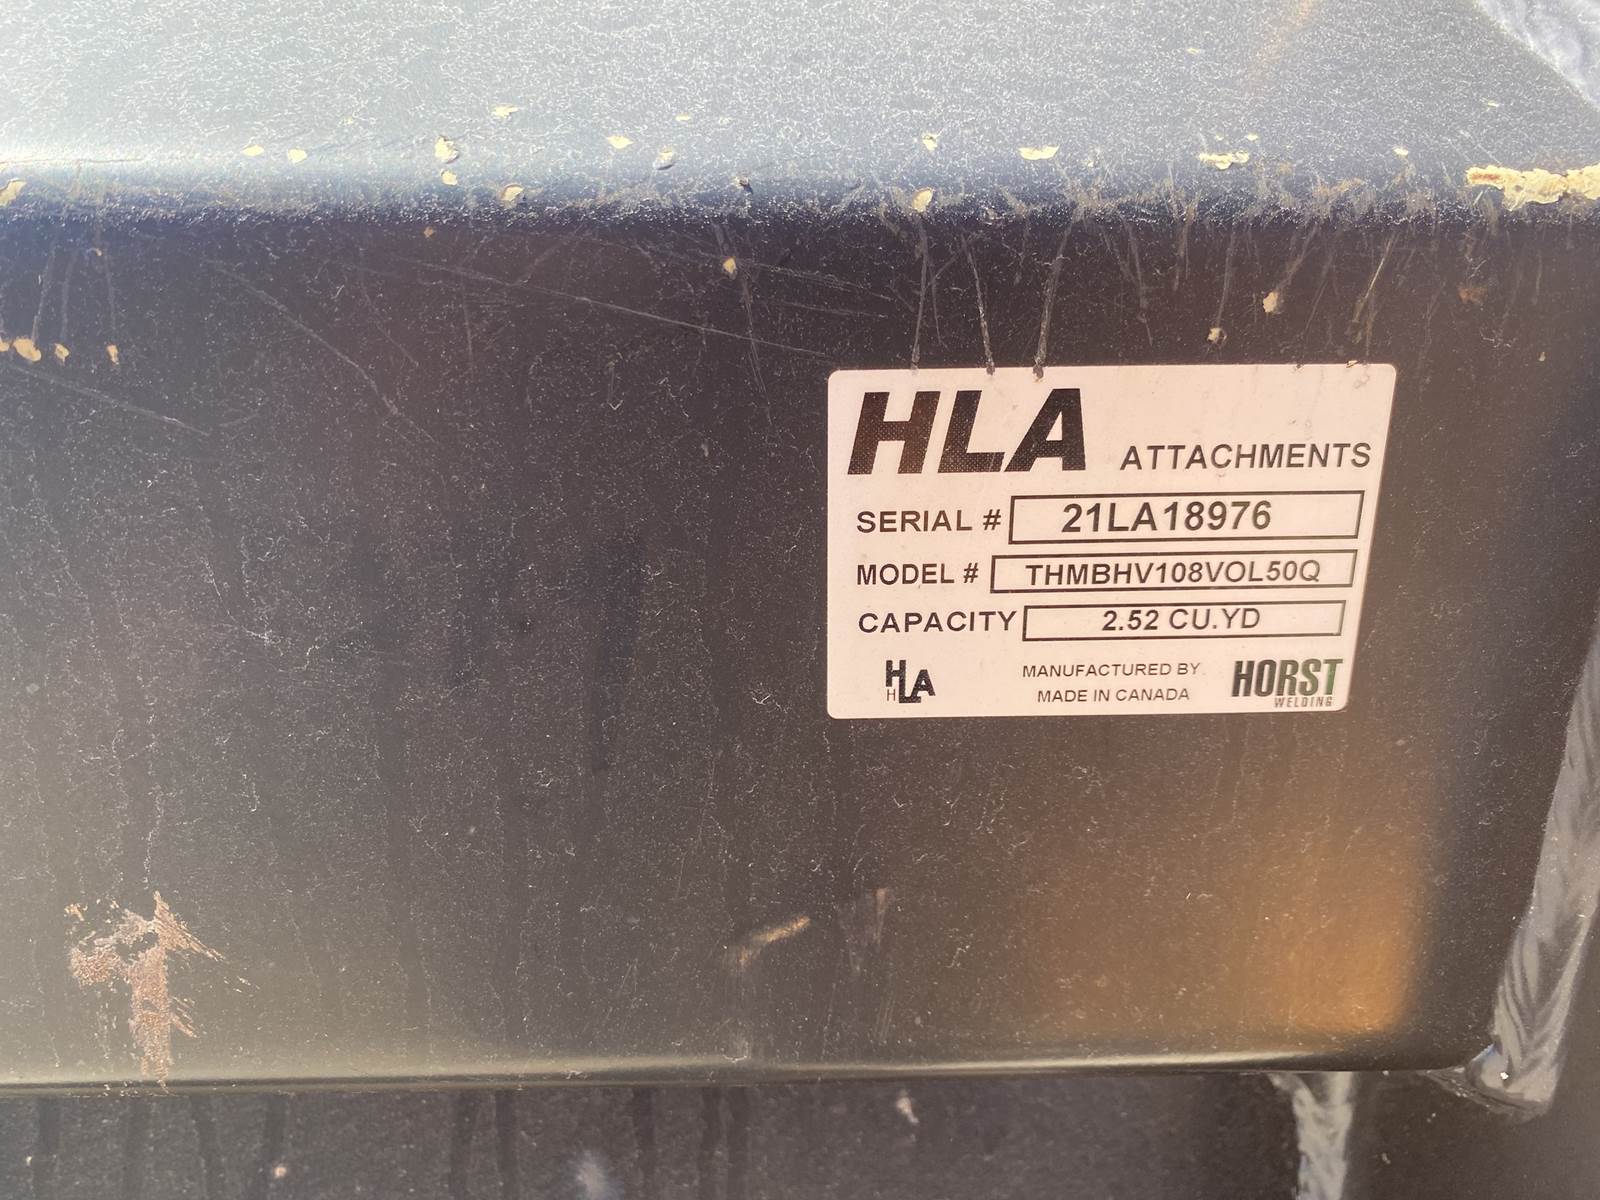 HLA ATTACHMENTS
SERIAL # 21LA18976
MODEL # THMBHV108VOL50Q
CAPACITY 2.52 CU.YD
HLA H MANUFACTURED BY HORST WELDING
MADE IN CANADA